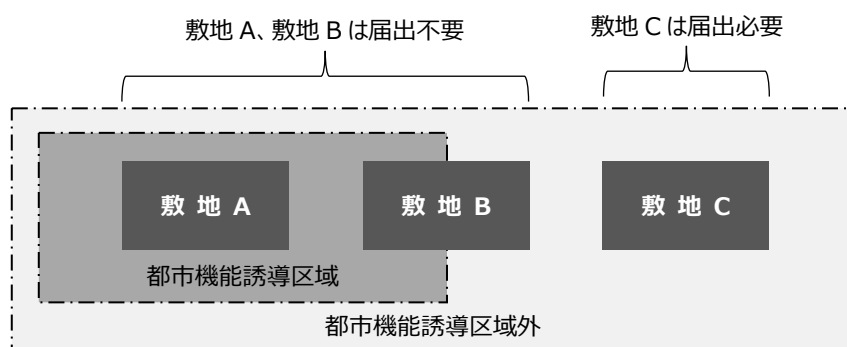 敷地 A、敷地 B は届出不要
敷地 C は届出必要
敷 地 A
敷 地 B
敷 地 C
都市機能誘導区域
都市機能誘導区域外